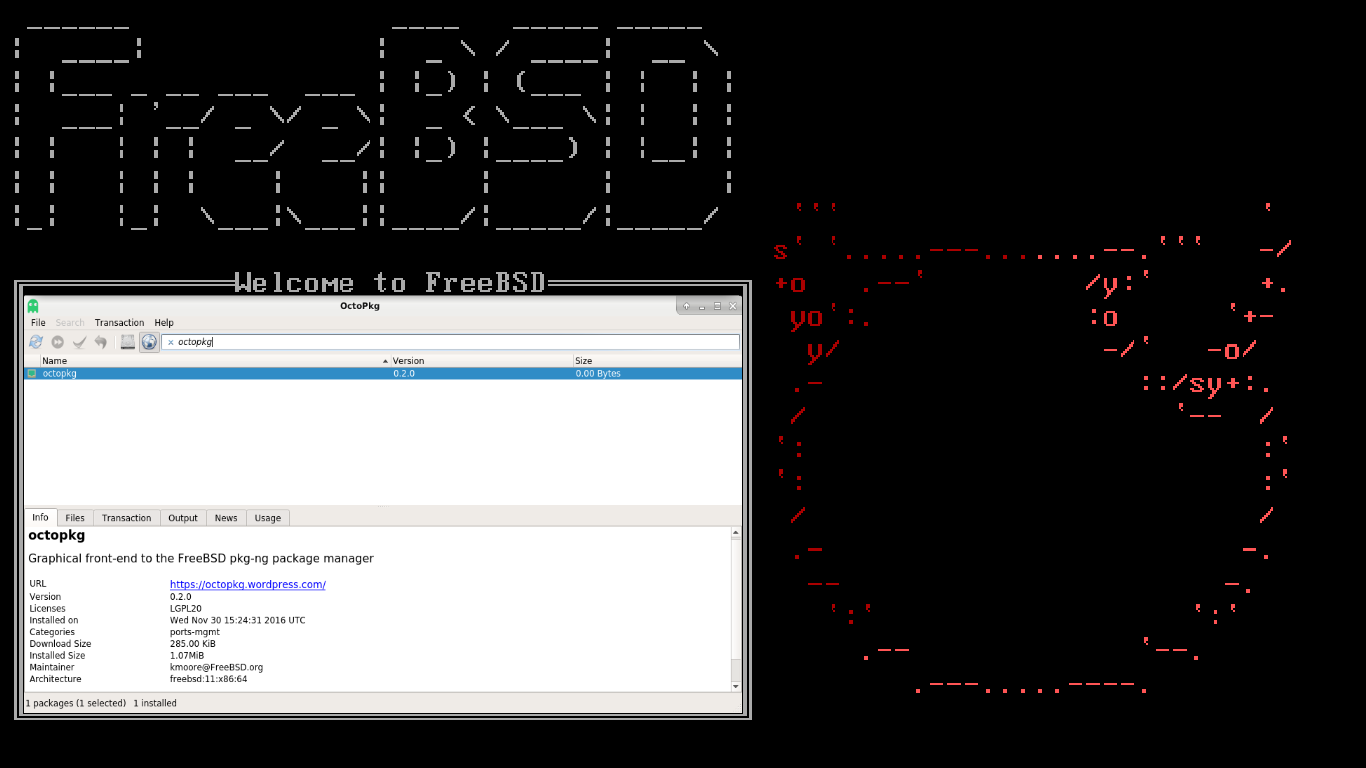 FreeBSD
Welcome to FreeBSD
OctoPkg
File Search Transaction Help
octopkg
Name Version Size
octopkg 0.2.0 0.00 Bytes
Info Files Transaction Output News Usage
octopkg
Graphical front-end to the FreeBSD pkg-ng package manager
URL https://octopkg.wordpress.com/
Version 0.2.0
Licenses LGPL20
Installed on Wed Nov 30 15:24:31 2016 UTC
Categories ports-mgmt
Download Size 285.00 KiB
Installed Size 1.07MiB
Maintainer kmoore@FreeBSD.org
Architecture freebsd:11:x86:64
1 packages (1 selected) 1 installed